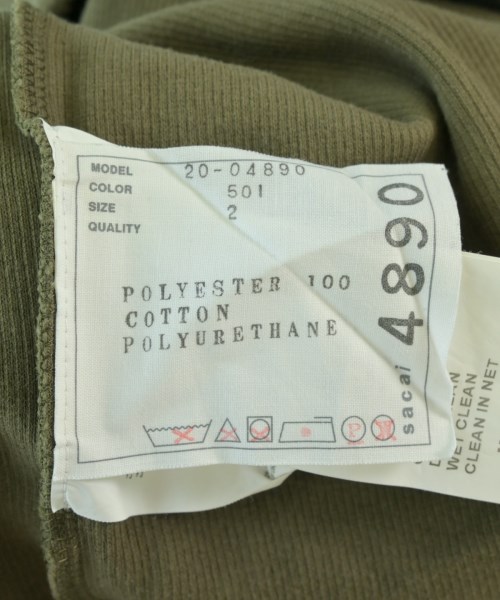 MODEL 20-04890
COLOR 501
SIZE 2
QUALITY
POLYESTER 100
COTTON
POLYURETHANE
sacai 4890
P
WET CLEAN
CLEAN IN NET